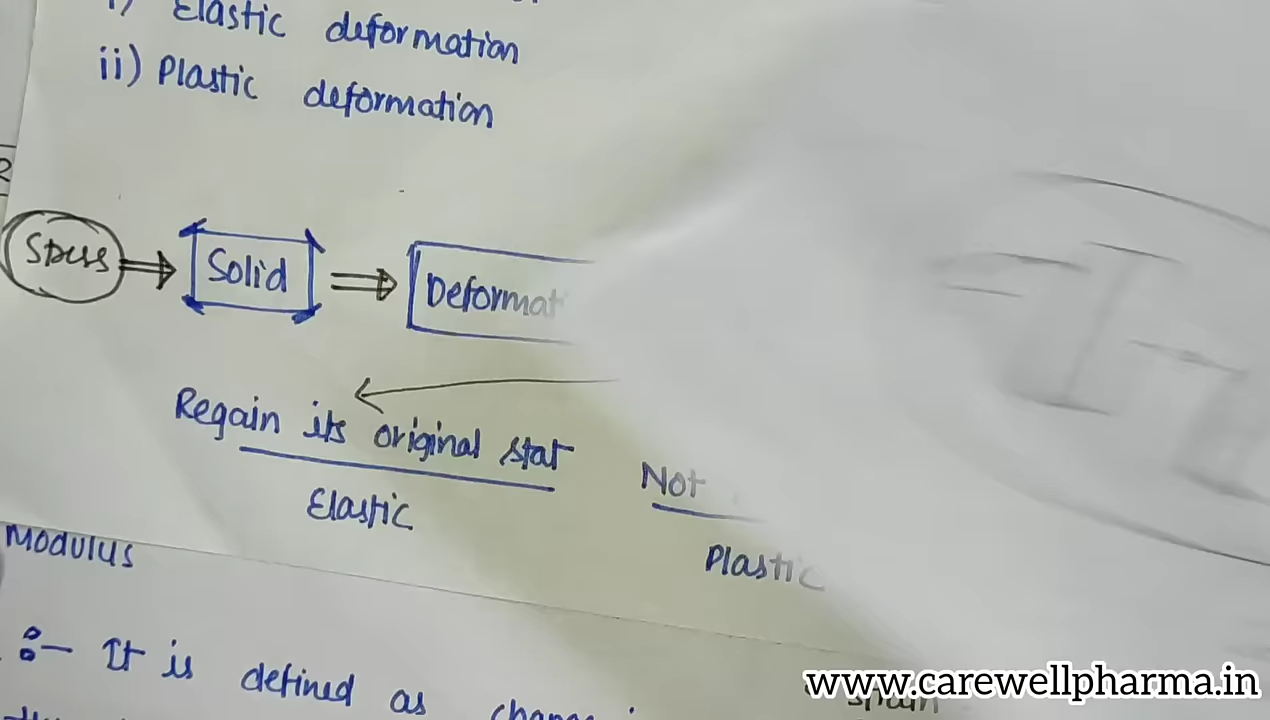 i) Elastic deformation
ii) Plastic deformation
Stress
Solid
Deformat
Regain its original stat
Elastic
Not
Plastic
Modulus
:- It is defined as
www.carewellpharma.in